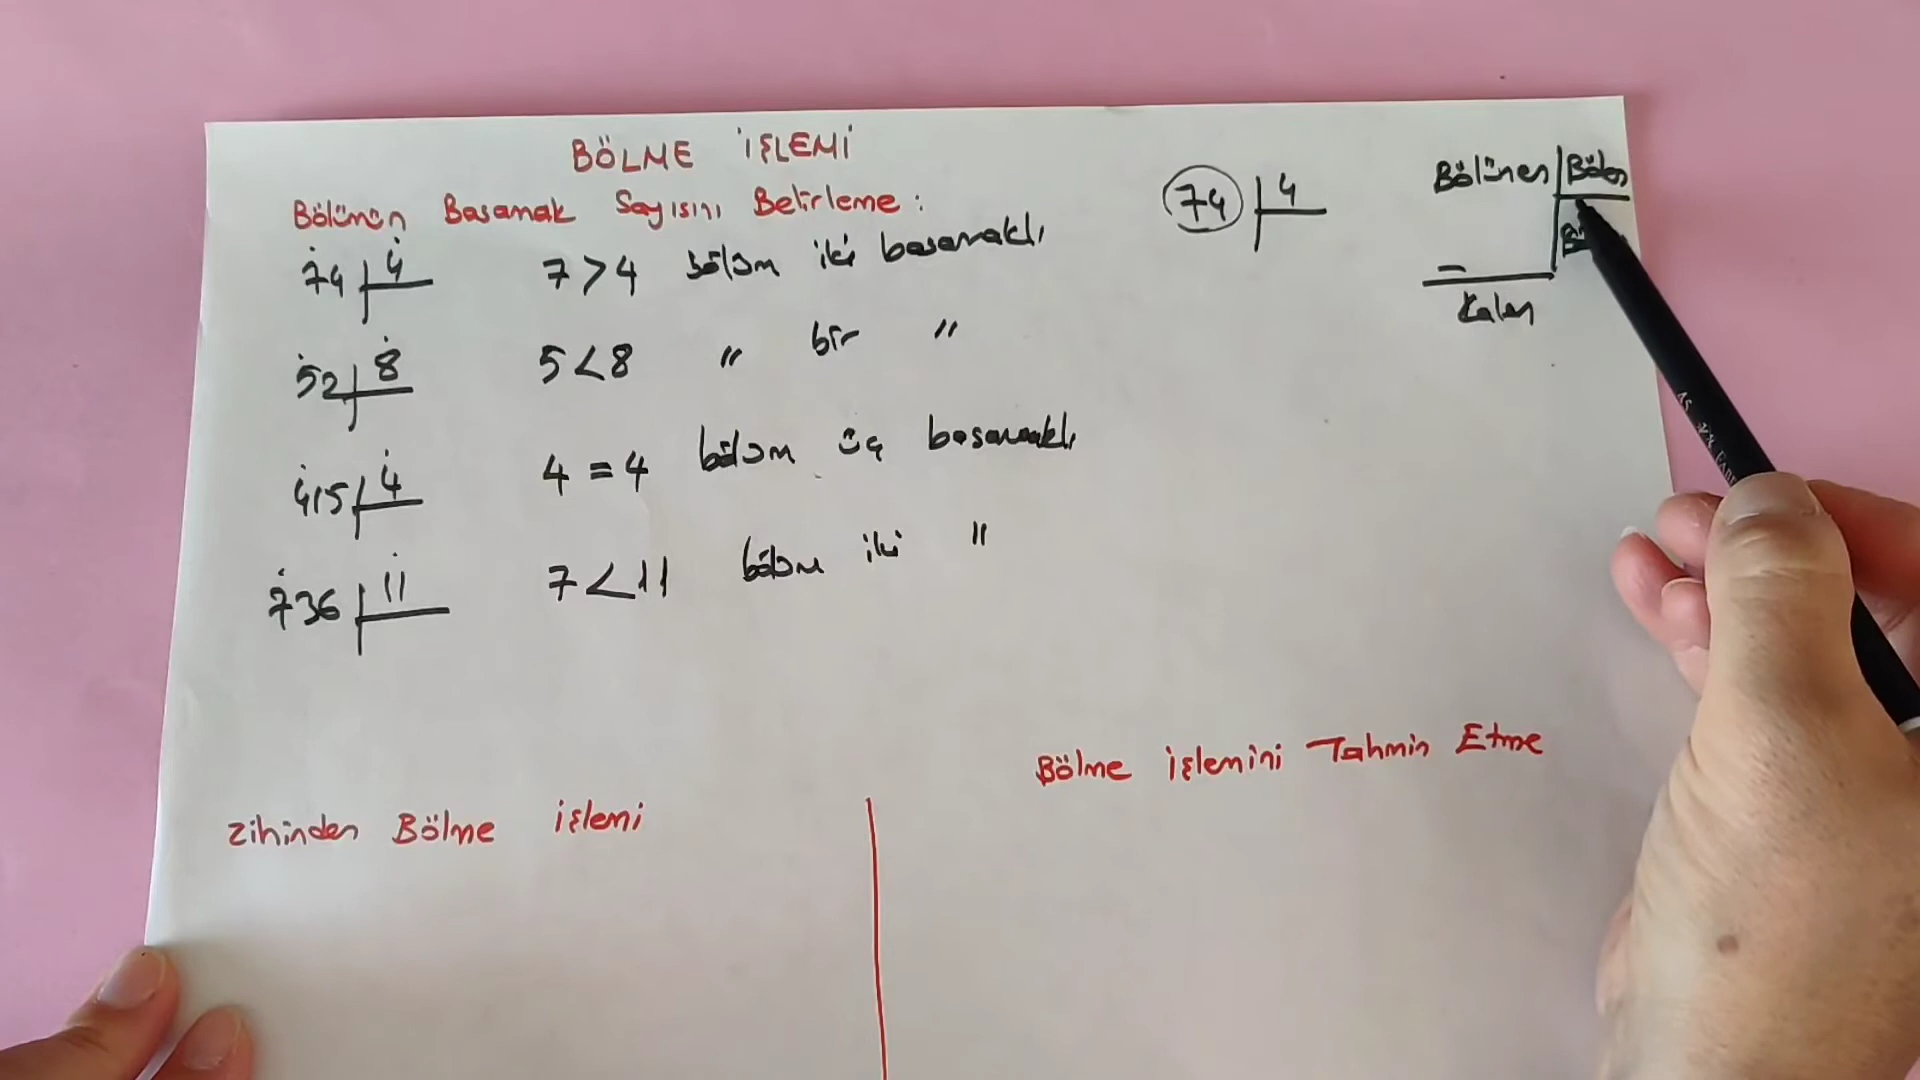 BÖLME İŞLEMİ
Bölümün Basamak Sayısını Belirleme :
74 4 7 > 4 bölüm iki basamaklı
52 8 5 < 8 " bir "
415 4 4 = 4 bölüm üç basamaklı
736 11 7 < 11 bölüm iki "
74 4
Bölünen Bölen
Kalan
Zihinden Bölme işlemi
Bölme işlemini Tahmin Etme